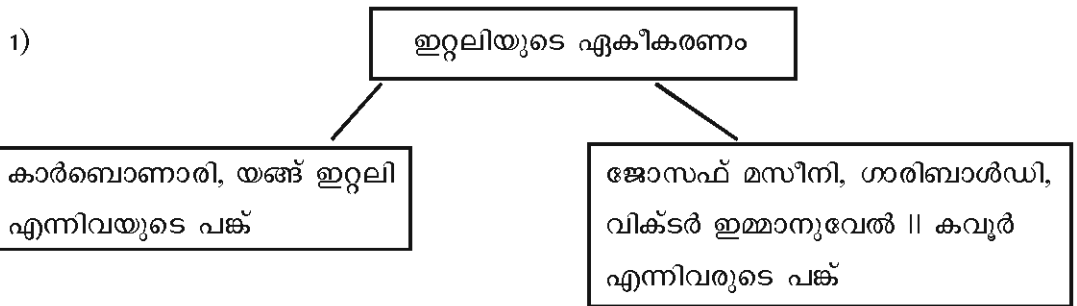 1)
ഇറ്റലിയുടെ ഏകീകരണം
കാർബൊണാരി, യങ്ങ് ഇറ്റലി
എന്നിവയുടെ പങ്ക്
ജോസഫ് മസീനി, ഗാരിബാൾഡി,
വിക്ടർ ഇമ്മാനുവേൽ II കവൂർ
എന്നിവരുടെ പങ്ക്